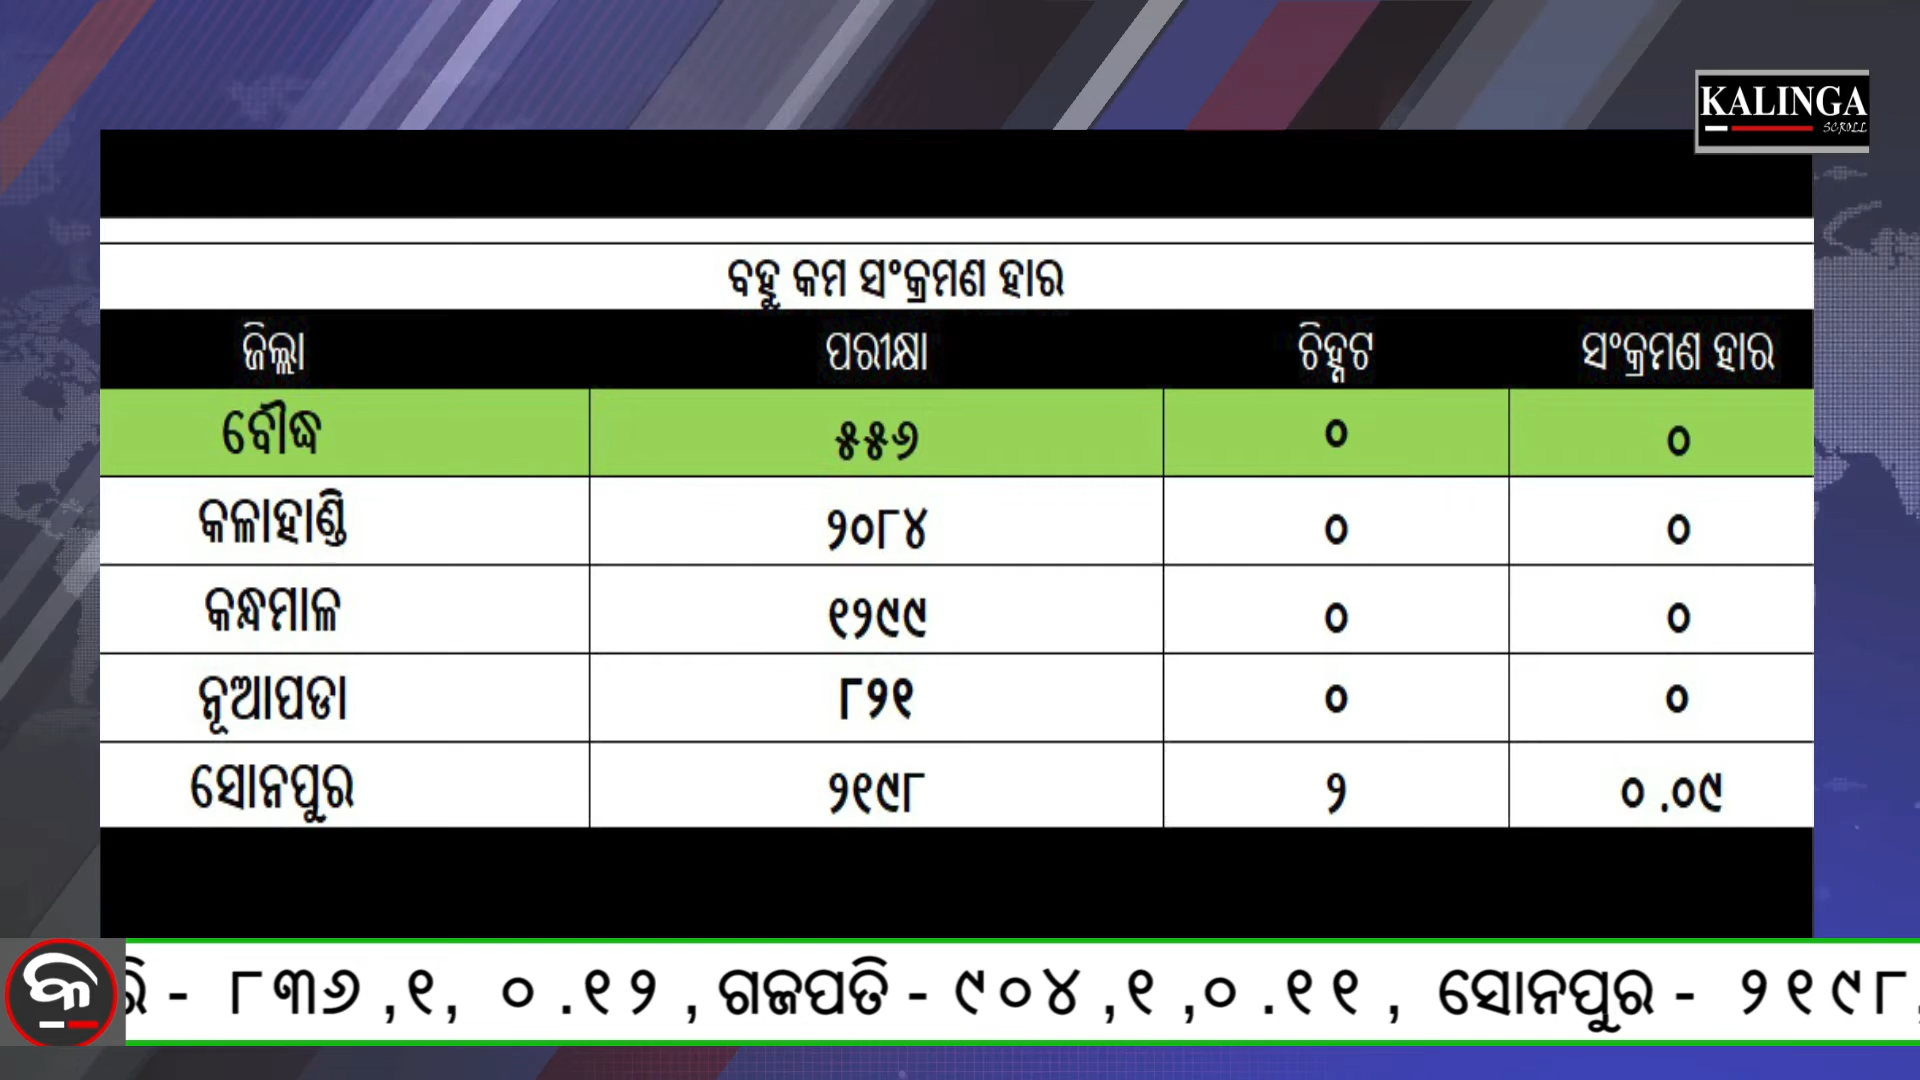 KALINGA
SCROLL
ବହୁ କମ ସଂକ୍ରମଣ ହାର
ଜିଲ୍ଲା ପରୀକ୍ଷା ଚିହ୍ନଟ ସଂକ୍ରମଣ ହାର
ବୌଦ୍ଧ ୫୫୬ ୦ ୦
କଳାହାଣ୍ଡି ୨୦୮୪ ୦ ୦
କନ୍ଧମାଳ ୧୨୯୯ ୦ ୦
ନୂଆପଡା ୮୨୧ ୦ ୦
ସୋନପୁର ୨୧୯୮ ୨ ୦.୦୯
କ
- ୮୩୬ ,୧, ୦.୧୨ , ଗଜପତି - ୯୦୪ ,୧ ,୦.୧୧ , ସୋନପୁର - ୨୧୯୮,